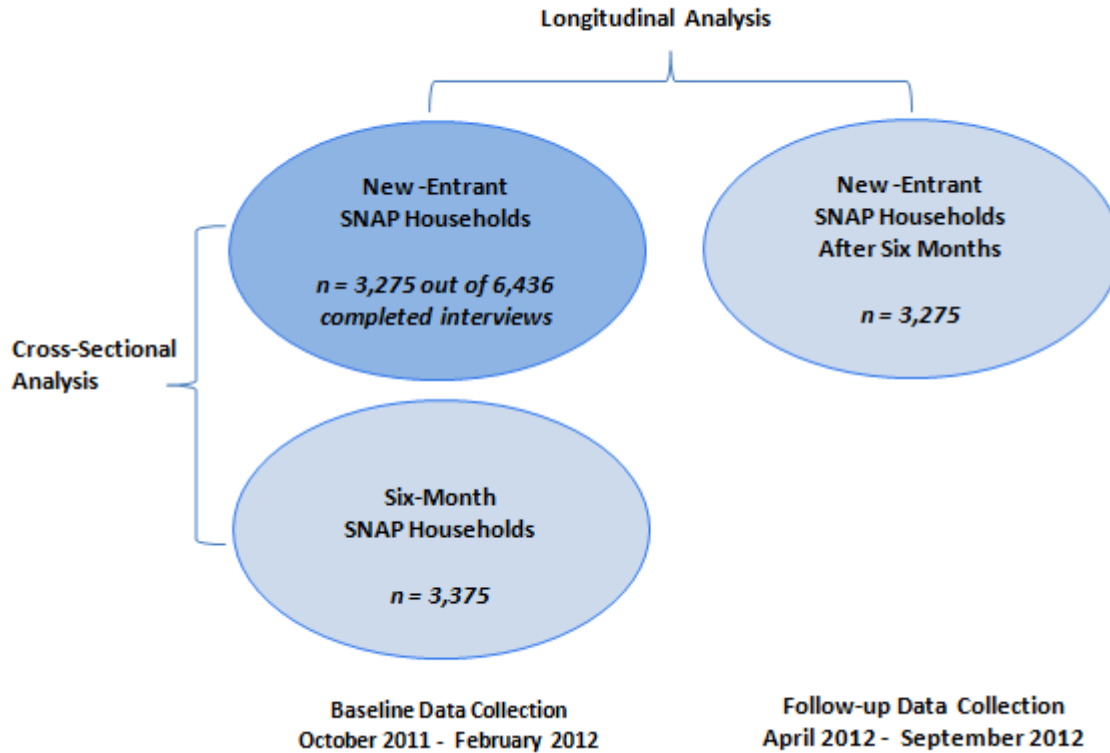 Longitudinal Analysis
New -Entrant
SNAP Households
n = 3,275 out of 6,436
completed interviews
New -Entrant
SNAP Households
After Six Months
n = 3,275
Cross-Sectional
Analysis
Six-Month
SNAP Households
n = 3,375
Baseline Data Collection
October 2011 - February 2012
Follow-up Data Collection
April 2012 - September 2012